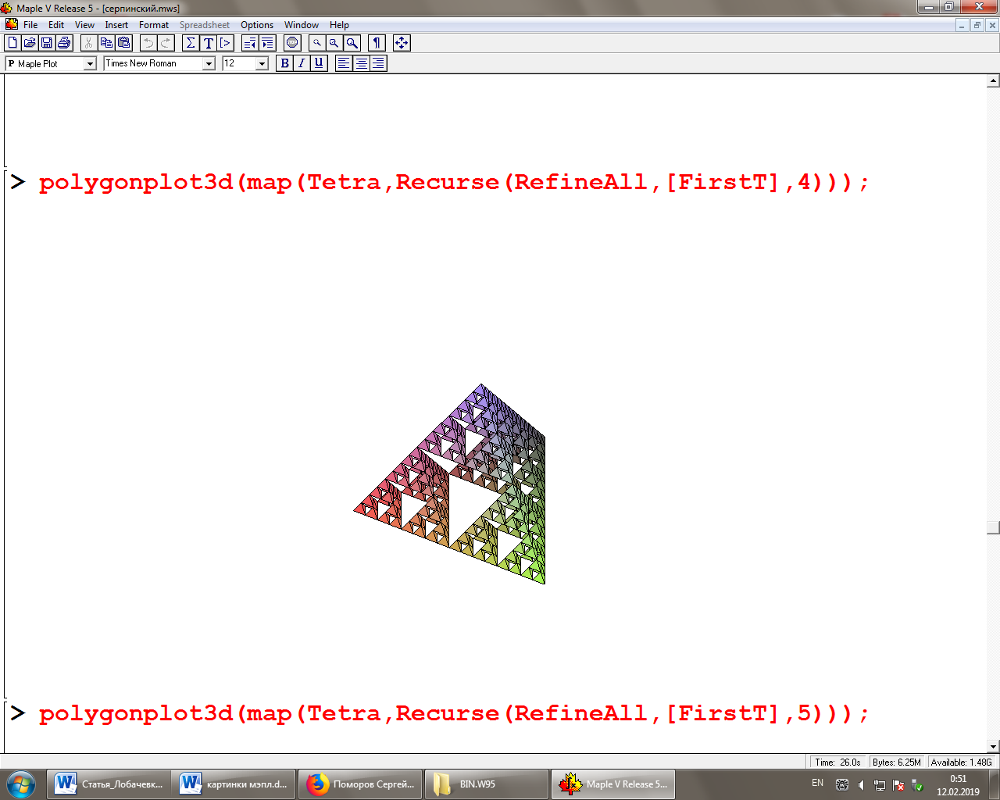 Maple V Release 5 - [серпинский.mws]
File Edit View Insert Format Spreadsheet Options Window Help
P Maple Plot Times New Roman 12 B I U
> polygonplot3d(map(Tetra,Recurse(RefineAll,[FirstT],4)));
> polygonplot3d(map(Tetra,Recurse(RefineAll,[FirstT],5)));
Time: 26.0s Bytes: 6.25M Available: 1.48G
Статья_Лобачевк... картинки мэпл.d... Поморов Сергей... BIN.W95 Maple V Release 5... EN 0:51
12.02.2019